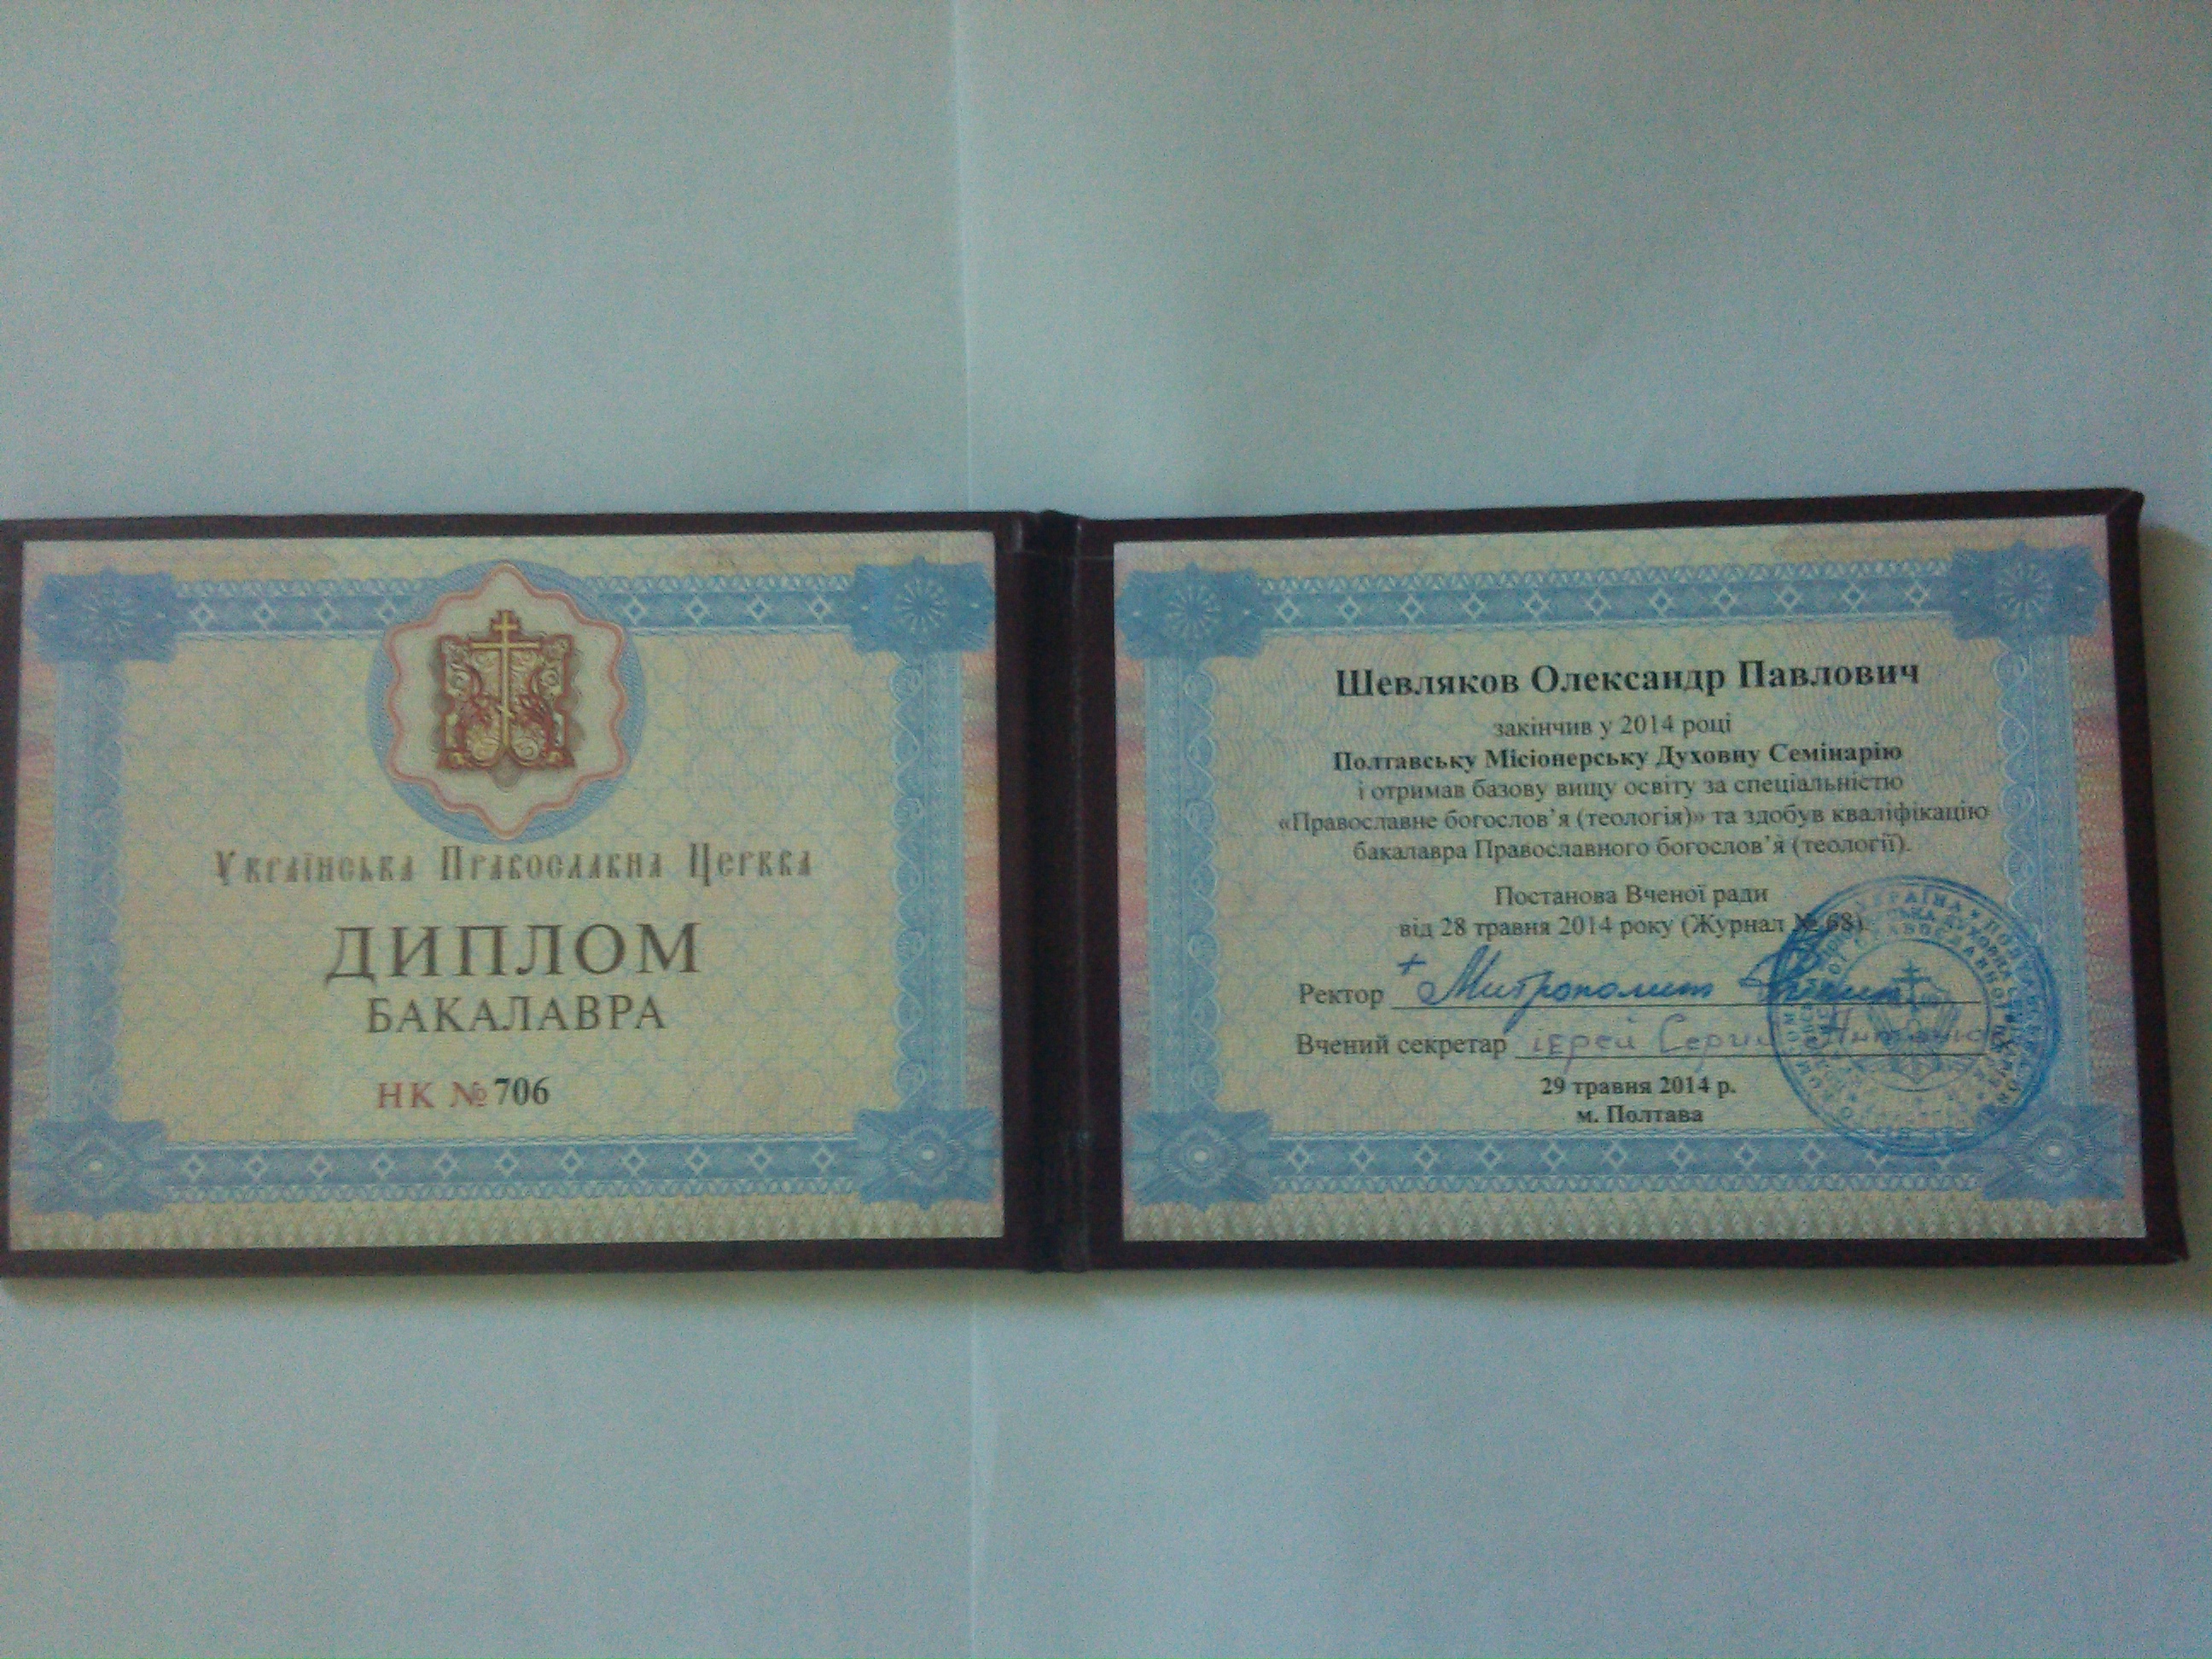 Українська Православна Церква
ДИПЛОМ
БАКАЛАВРА
НК № 706
Шевляков Олександр Павлович
закінчив у 2014 році
Полтавську Місіонерську Духовну Семінарію
і отримав базову вищу освіту за спеціальністю
«Православне богослов’я (теологія)» та здобув кваліфікацію
бакалавра Православного богослов’я (теології).
Постанова Вченої ради
від 28 травня 2014 року (Журнал № 68).
Ректор + Митрополит
Вчений секретар ієрей Сергий
29 травня 2014 р.
м. Полтава
УКРАЇНА